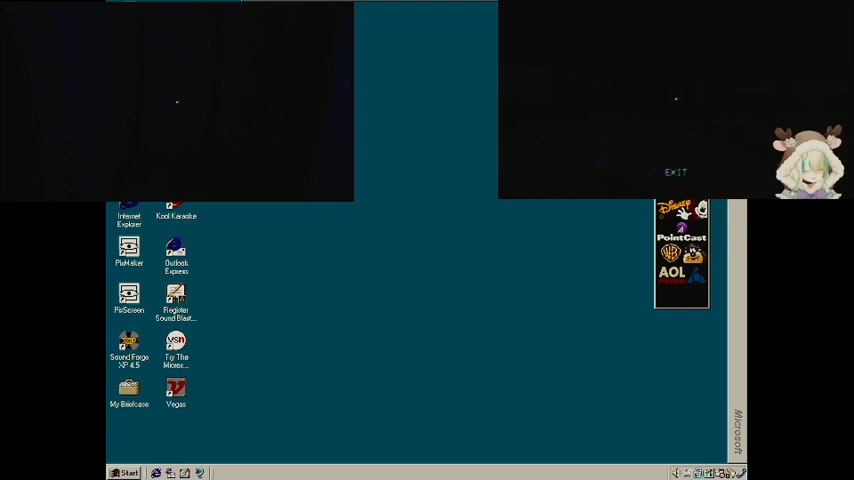 EXIT
Internet
Explorer
Kool Karaoke
Disney
PointCast
PixMaker
Outlook
Express
WB
AOL
PixScreen
Register
Sound Blast...
Sound Forge
XP 4.5
Try The
Micros...
My Briefcase
Vegas
Microsoft
Start